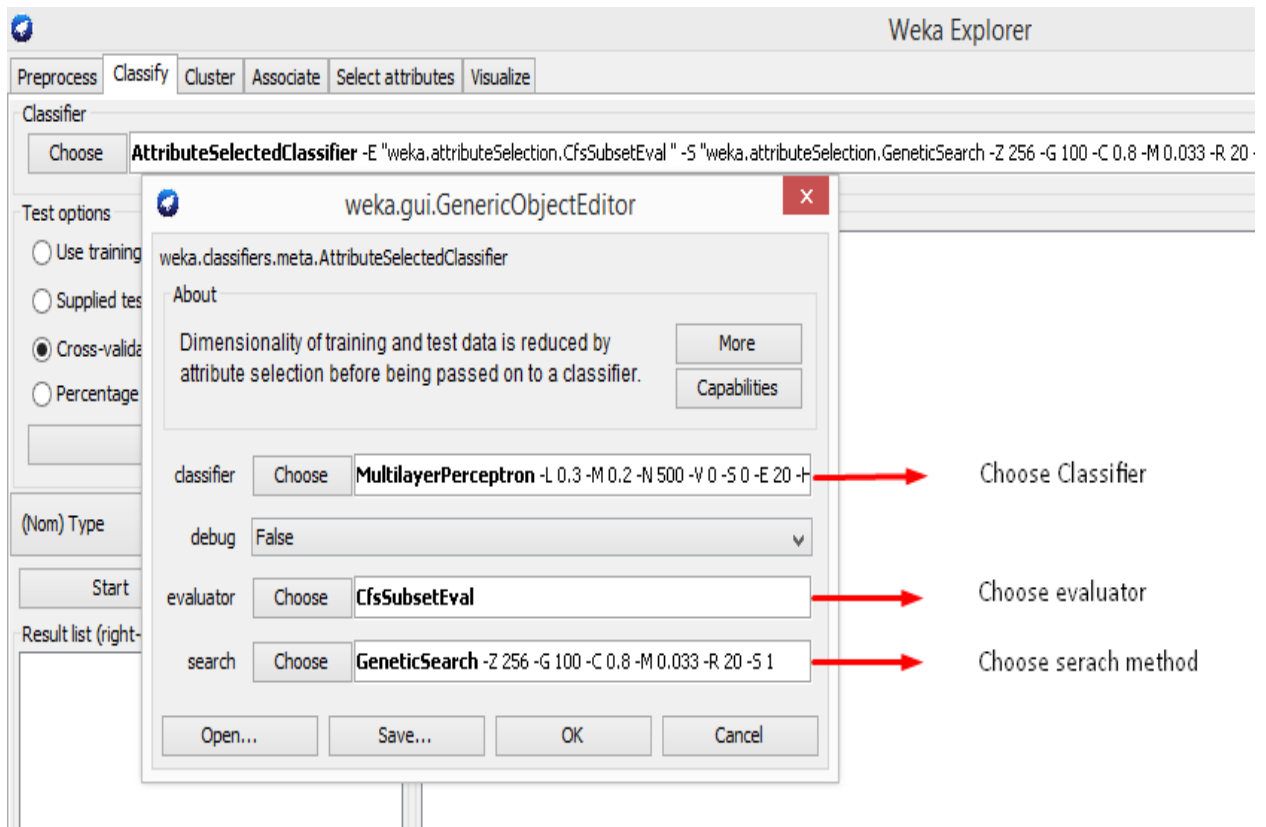 Weka Explorer
Preprocess Classify Cluster Associate Select attributes Visualize
Classifier
Choose AttributeSelectedClassifier -E "weka.attributeSelection.CfsSubsetEval " -S "weka.attributeSelection.GeneticSearch -Z 256 -G 100 -C 0.8 -M 0.033 -R 20 -
Test options
Use training
Supplied tes
Cross-valida
Percentage
(Nom) Type
Start
Result list (right-
weka.gui.GenericObjectEditor
x
weka.classifiers.meta.AttributeSelectedClassifier
About
Dimensionality of training and test data is reduced by
attribute selection before being passed on to a classifier.
More
Capabilities
classifier Choose MultilayerPerceptron -L 0.3 -M 0.2 -N 500 -V 0 -S 0 -E 20 -H
Choose Classifier
debug False
evaluator Choose CfsSubsetEval
Choose evaluator
search Choose GeneticSearch -Z 256 -G 100 -C 0.8 -M 0.033 -R 20 -S 1
Choose serach method
Open... Save... OK Cancel